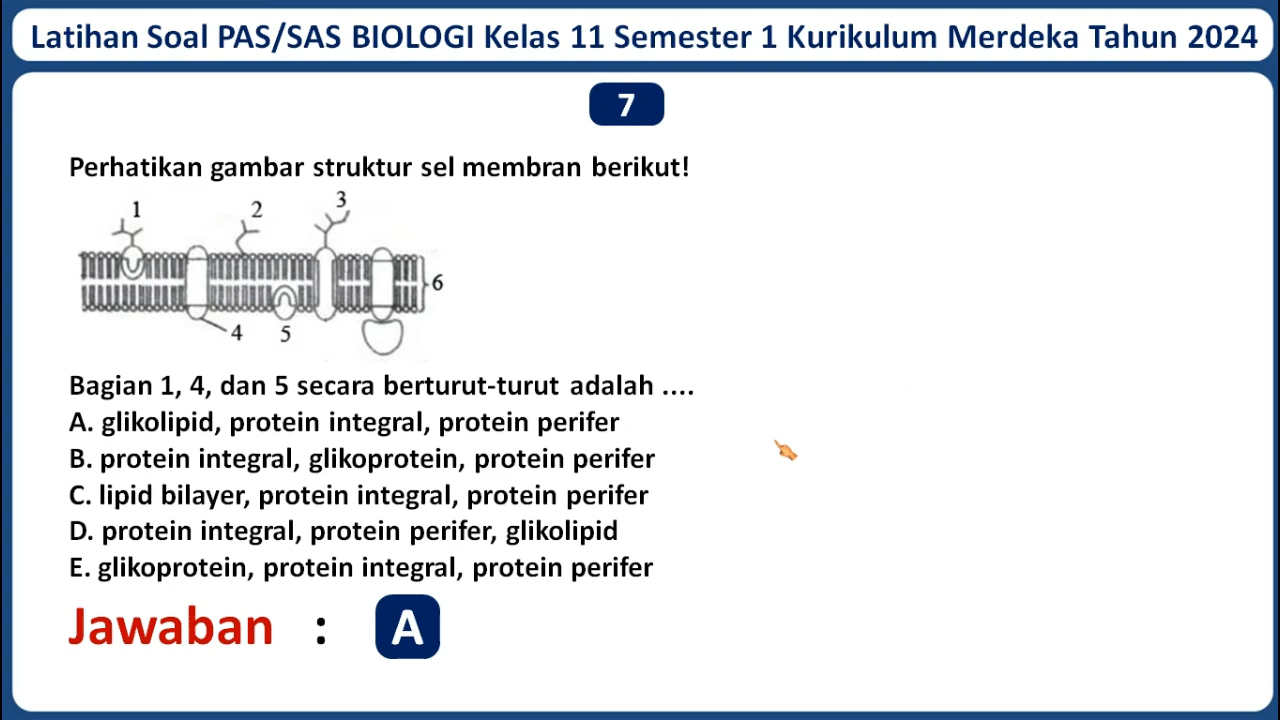 Latihan Soal PAS/SAS BIOLOGI Kelas 11 Semester 1 Kurikulum Merdeka Tahun 2024
7
Perhatikan gambar struktur sel membran berikut!
1
2
3
6
4
5
Bagian 1, 4, dan 5 secara berturut-turut adalah ....
A. glikolipid, protein integral, protein perifer
B. protein integral, glikoprotein, protein perifer
C. lipid bilayer, protein integral, protein perifer
D. protein integral, protein perifer, glikolipid
E. glikoprotein, protein integral, protein perifer
Jawaban : A